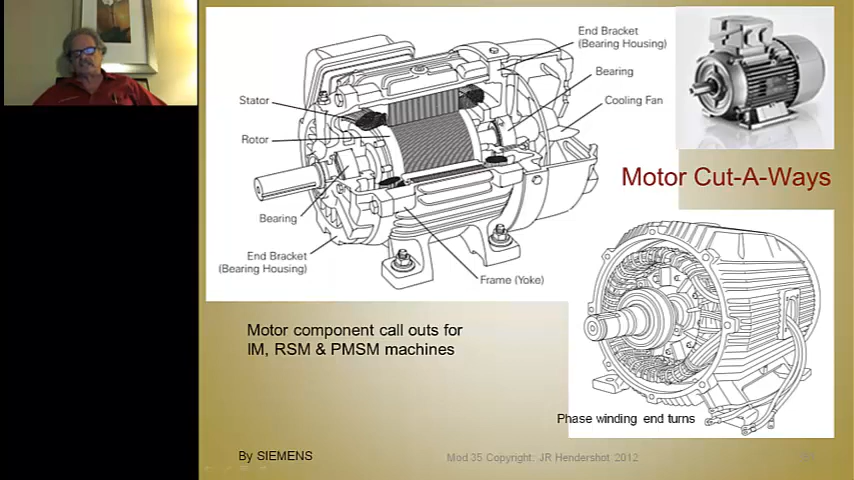 End Bracket
(Bearing Housing)
Bearing
Cooling Fan
Stator
Rotor
Bearing
End Bracket
(Bearing Housing)
Frame (Yoke)
Motor Cut-A-Ways
Motor component call outs for
IM, RSM & PMSM machines
Phase winding end turns
By SIEMENS
Mod 35 Copyright: JR Hendershot 2012